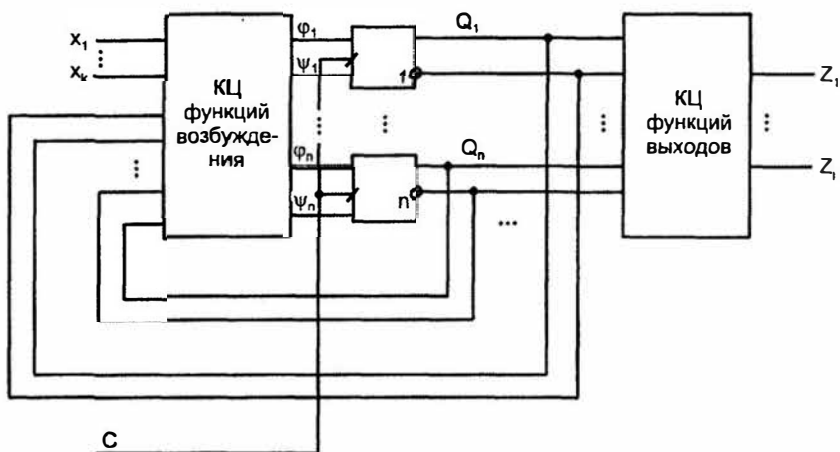 x₁
⋮
xₖ
КЦ
функций
возбужде-
ния
φ₁
ψ₁
φₙ
ψₙ
1
n
Q₁
Qₙ
КЦ
функций
выходов
Z₁
Zₗ
C